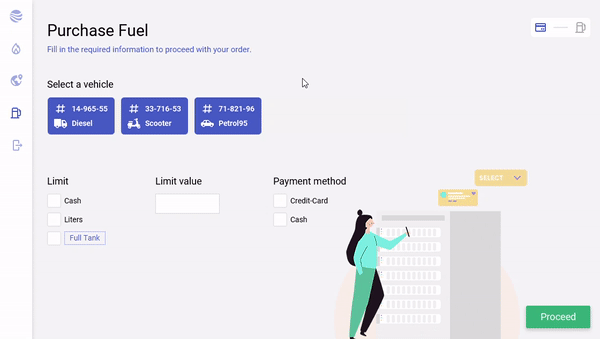 Purchase Fuel
Fill in the required information to proceed with your order.
Select a vehicle
14-965-55
Diesel
33-716-53
Scooter
71-821-96
Petrol95
Limit
Cash
Liters
Full Tank
Limit value
Payment method
Credit-Card
Cash
SELECT
Proceed